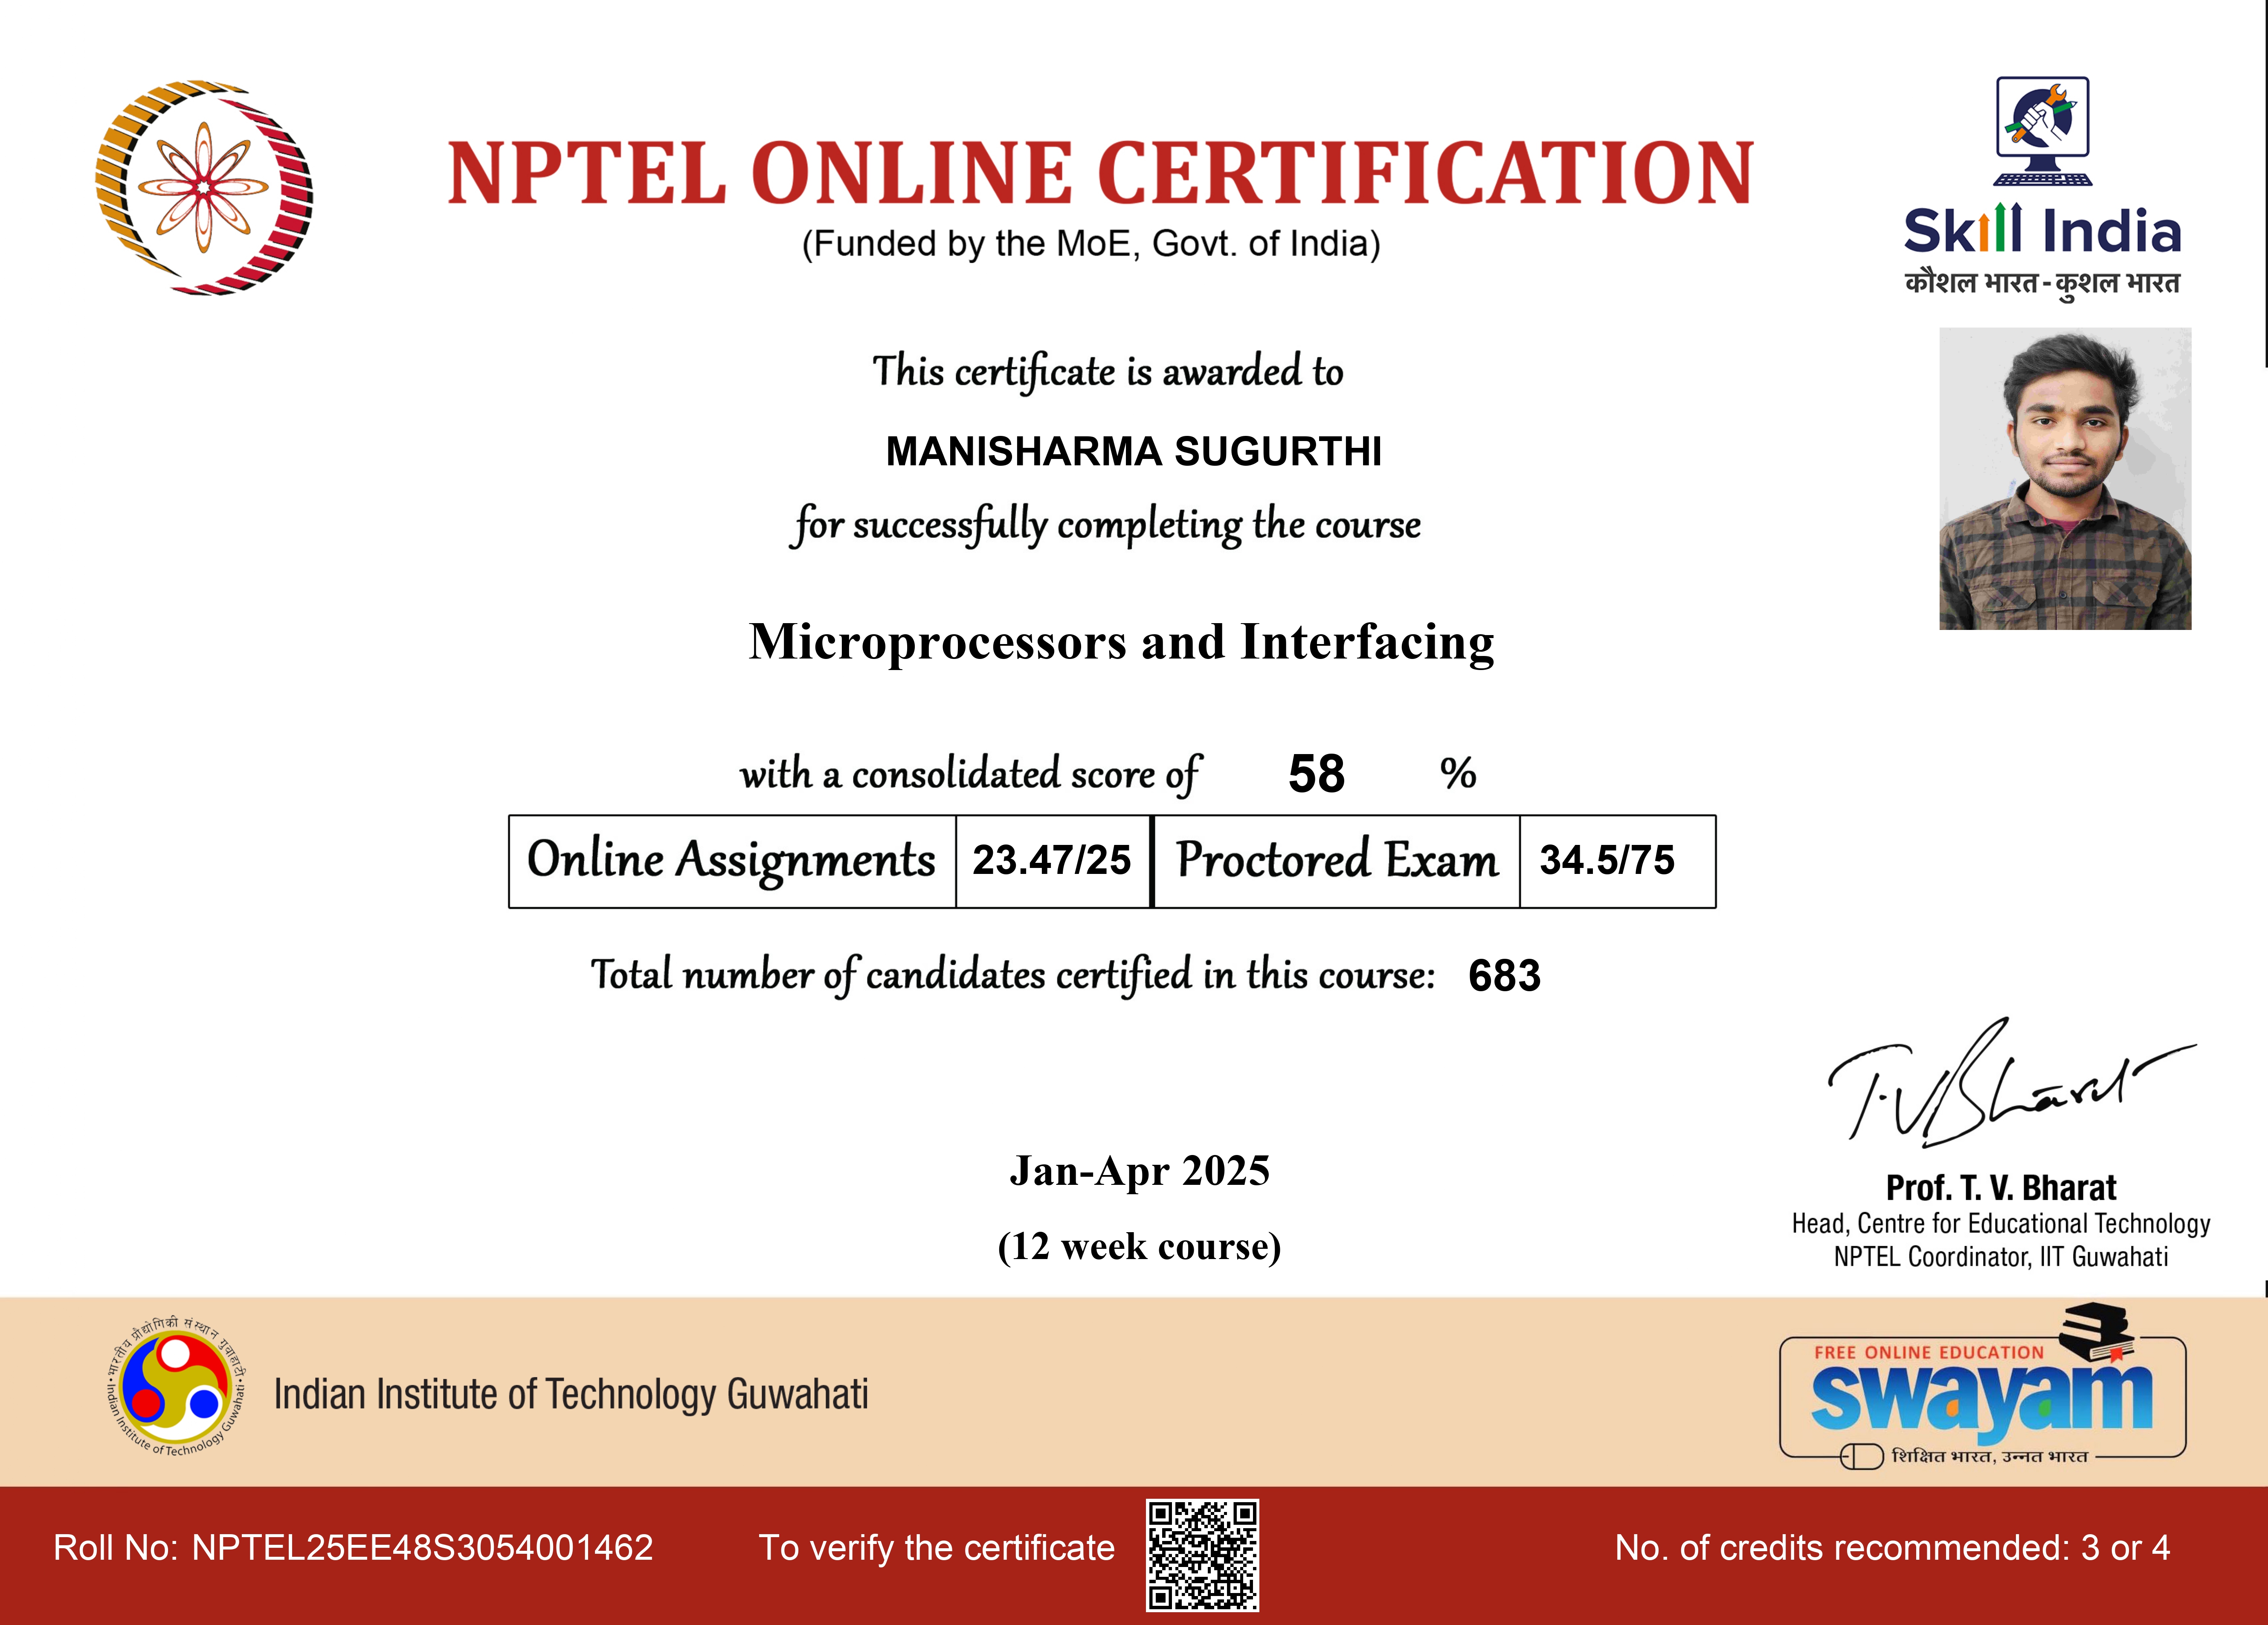 NPTEL ONLINE CERTIFICATION
(Funded by the MoE, Govt. of India)
Skill India
कौशल भारत - कुशल भारत
This certificate is awarded to
MANISHARMA SUGURTHI
for successfully completing the course
Microprocessors and Interfacing
with a consolidated score of 58 %
Online Assignments 23.47/25 Proctored Exam 34.5/75
Total number of candidates certified in this course: 683
T.V Bharat
Prof. T. V. Bharat
Head, Centre for Educational Technology
NPTEL Coordinator, IIT Guwahati
Jan-Apr 2025
(12 week course)
भारतीय प्रौद्योगिकी संस्थान गुवाहाटी
Indian Institute of Technology Guwahati
Indian Institute of Technology Guwahati
FREE ONLINE EDUCATION
swayam
शिक्षित भारत, उन्नत भारत
Roll No: NPTEL25EE48S3054001462 To verify the certificate No. of credits recommended: 3 or 4